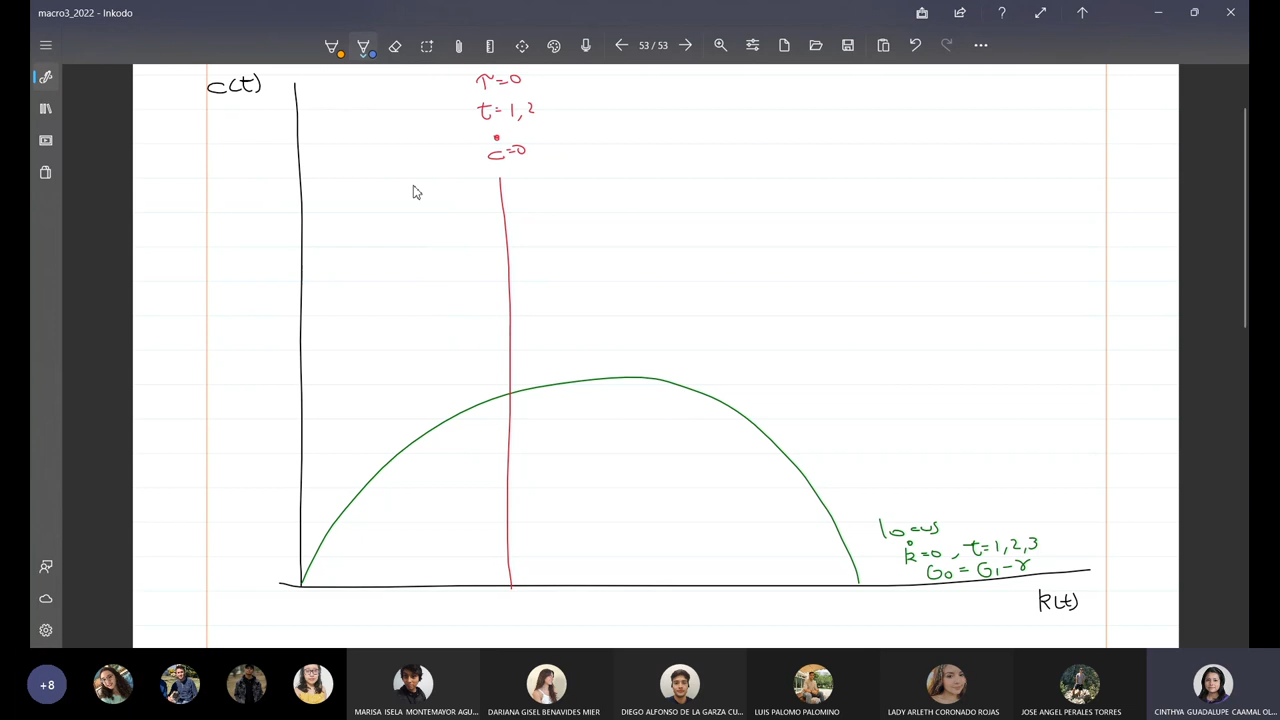 macro3_2022 - Inkodo
53 / 53
c(t)
τ=0
t=1,2
ċ=0
locus
k̇=0, t=1,2,3
G0 = G1-r
k(t)
+8
MARISA ISELA MONTEMAYOR AGU...
DARIANA GISEL BENAVIDES MIER
DIEGO ALFONSO DE LA GARZA CU...
LUIS PALOMO PALOMINO
LADY ARLETH CORONADO ROJAS
JOSE ANGEL PERALES TORRES
CINTHYA GUADALUPE CAAMAL OL...